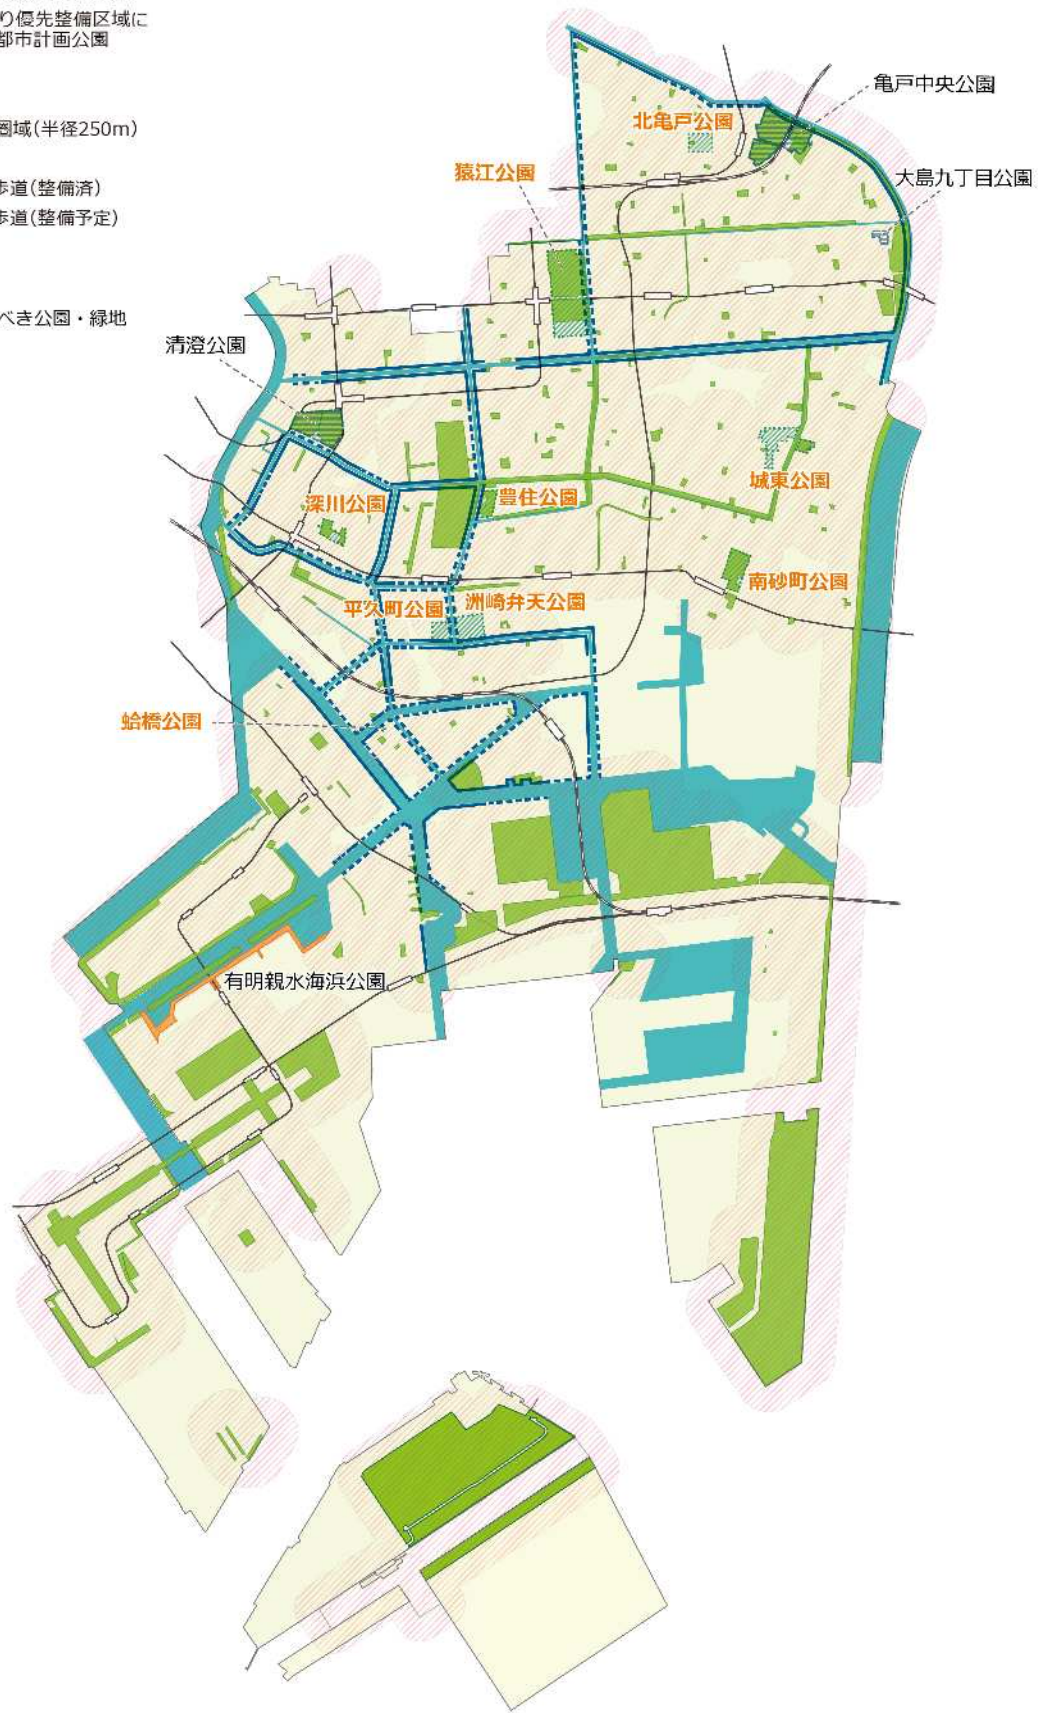 り優先整備区域に
都市計画公園
圏域(半径250m)
歩道(整備済)
歩道(整備予定)
べき公園・緑地
亀戸中央公園
北亀戸公園
猿江公園
大島九丁目公園
清澄公園
城東公園
深川公園
豊住公園
南砂町公園
平久町公園
洲崎弁天公園
蛤橋公園
有明親水海浜公園